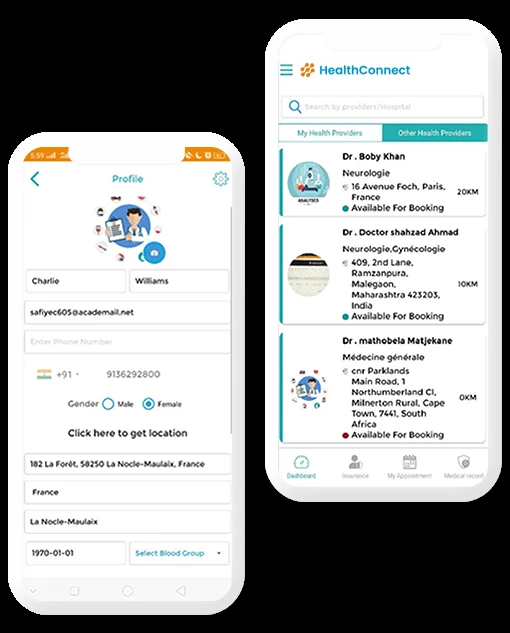 5:59
Profile
Charlie
Williams
safiyec605@academail.net
Enter Phone Number
+91
9136292800
Gender
Male
Female
Click here to get location
182 La Forêt, 58250 La Nocle-Maulaix, France
France
La Nocle-Maulaix
1970-01-01
Select Blood Group
HealthConnect
Search by providers/Hospital
My Health Providers
Other Health Providers
Dr . Boby Khan
Neurologie
16 Avenue Foch, Paris,
France
20KM
Available For Booking
ANALYSES
Dr . Doctor shahzad Ahmad
Neurologie,Gynécologie
409, 2nd Lane,
Ramzanpura,
Malegaon,
Maharashtra 423203,
India
10KM
Available For Booking
Dr . mathobela Matjekane
Médecine générale
cnr Parklands
Main Road, 1
Northumberland Cl,
Milnerton Rural, Cape
Town, 7441, South
Africa
0KM
Available For Booking
Dashboard
Insurance
My Appointment
Medical record